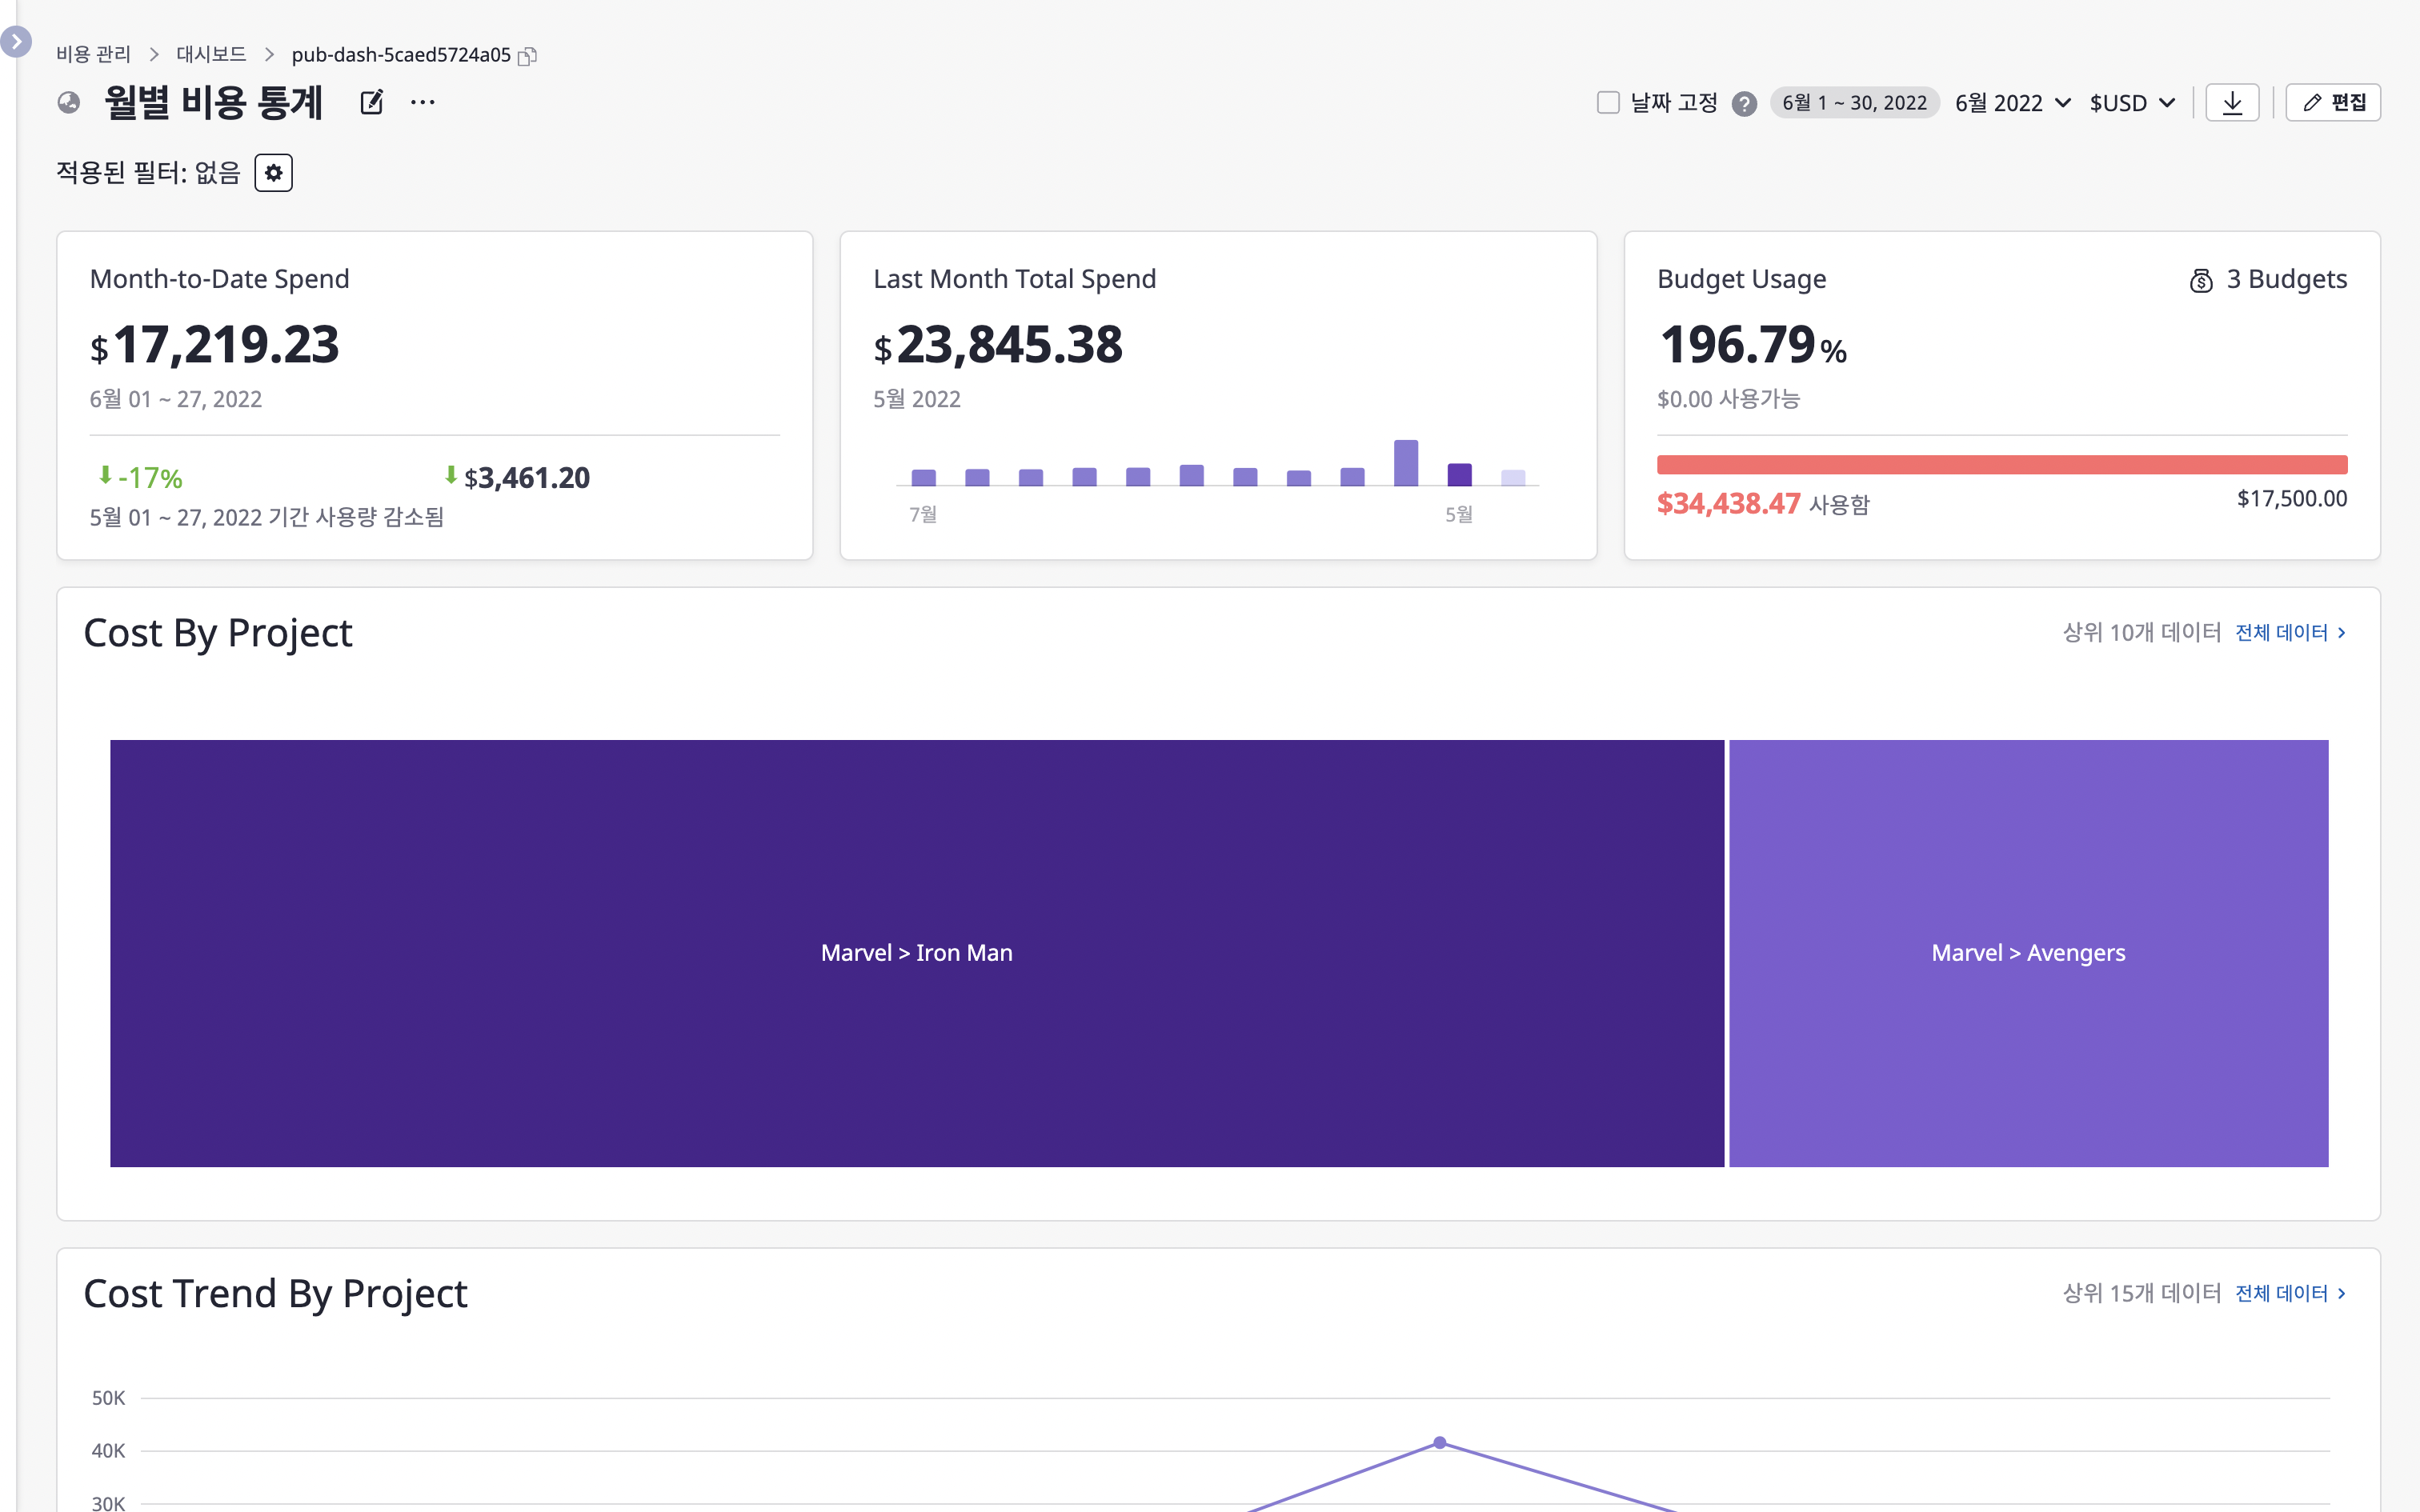 비용 관리 > 대시보드 > pub-dash-5caed5724a05
월별 비용 통계
날짜 고정 ? 6월 1 ~ 30, 2022 6월 2022 $USD 편집
적용된 필터: 없음
Month-to-Date Spend
$17,219.23
6월 01 ~ 27, 2022
-17% $3,461.20
5월 01 ~ 27, 2022 기간 사용량 감소됨
Last Month Total Spend
$23,845.38
5월 2022
7월 5월
Budget Usage 3 Budgets
196.79%
$0.00 사용가능
$34,438.47 사용함 $17,500.00
Cost By Project
상위 10개 데이터 전체 데이터
Marvel > Iron Man
Marvel > Avengers
Cost Trend By Project
상위 15개 데이터 전체 데이터
50K
40K
30K